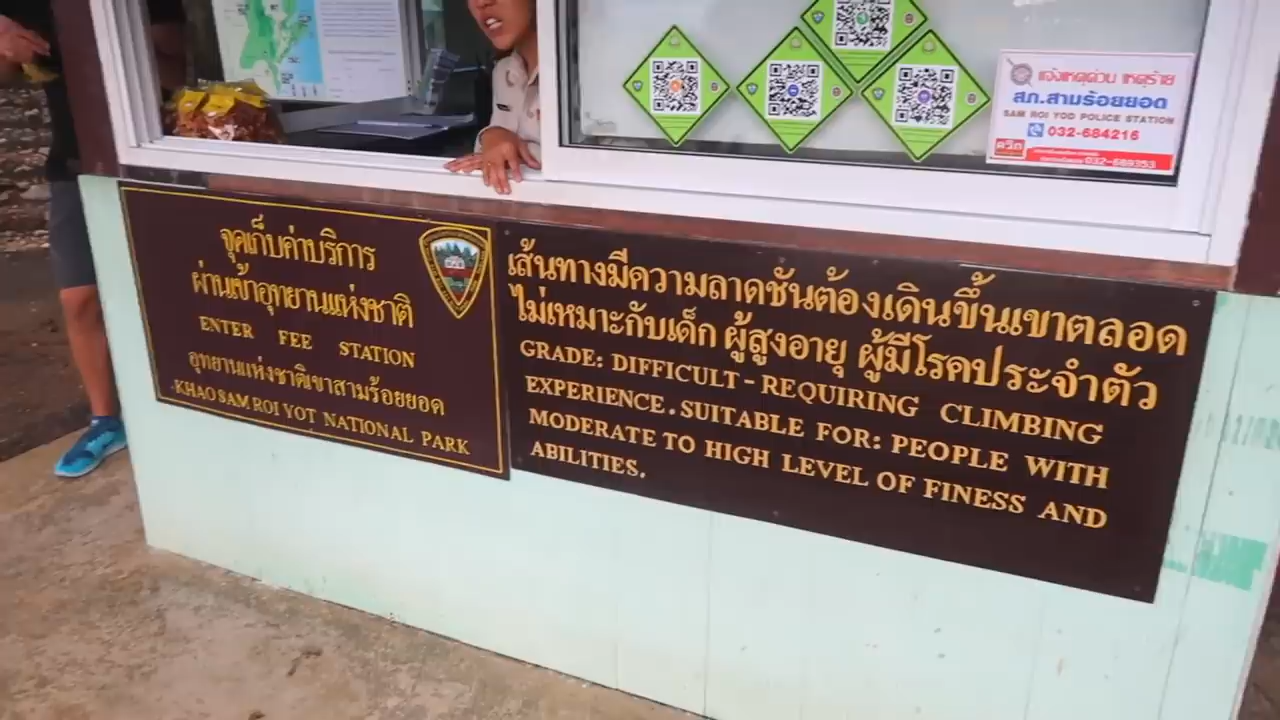 จุดเก็บค่าบริการ
ผ่านเข้าอุทยานแห่งชาติ
ENTER FEE STATION
อุทยานแห่งชาติเขาสามร้อยยอด
KHAO SAM ROI YOT NATIONAL PARK
เส้นทางมีความลาดชันต้องเดินขึ้นเขาตลอด
ไม่เหมาะกับเด็ก ผู้สูงอายุ ผู้มีโรคประจำตัว
GRADE: DIFFICULT - REQUIRING CLIMBING
EXPERIENCE. SUITABLE FOR: PEOPLE WITH
MODERATE TO HIGH LEVEL OF FINESS AND
ABILITIES.
แจ้งเหตุด่วน เหตุร้าย
สภ.สามร้อยยอด
SAM ROI YOD POLICE STATION
032-684216
032-689353